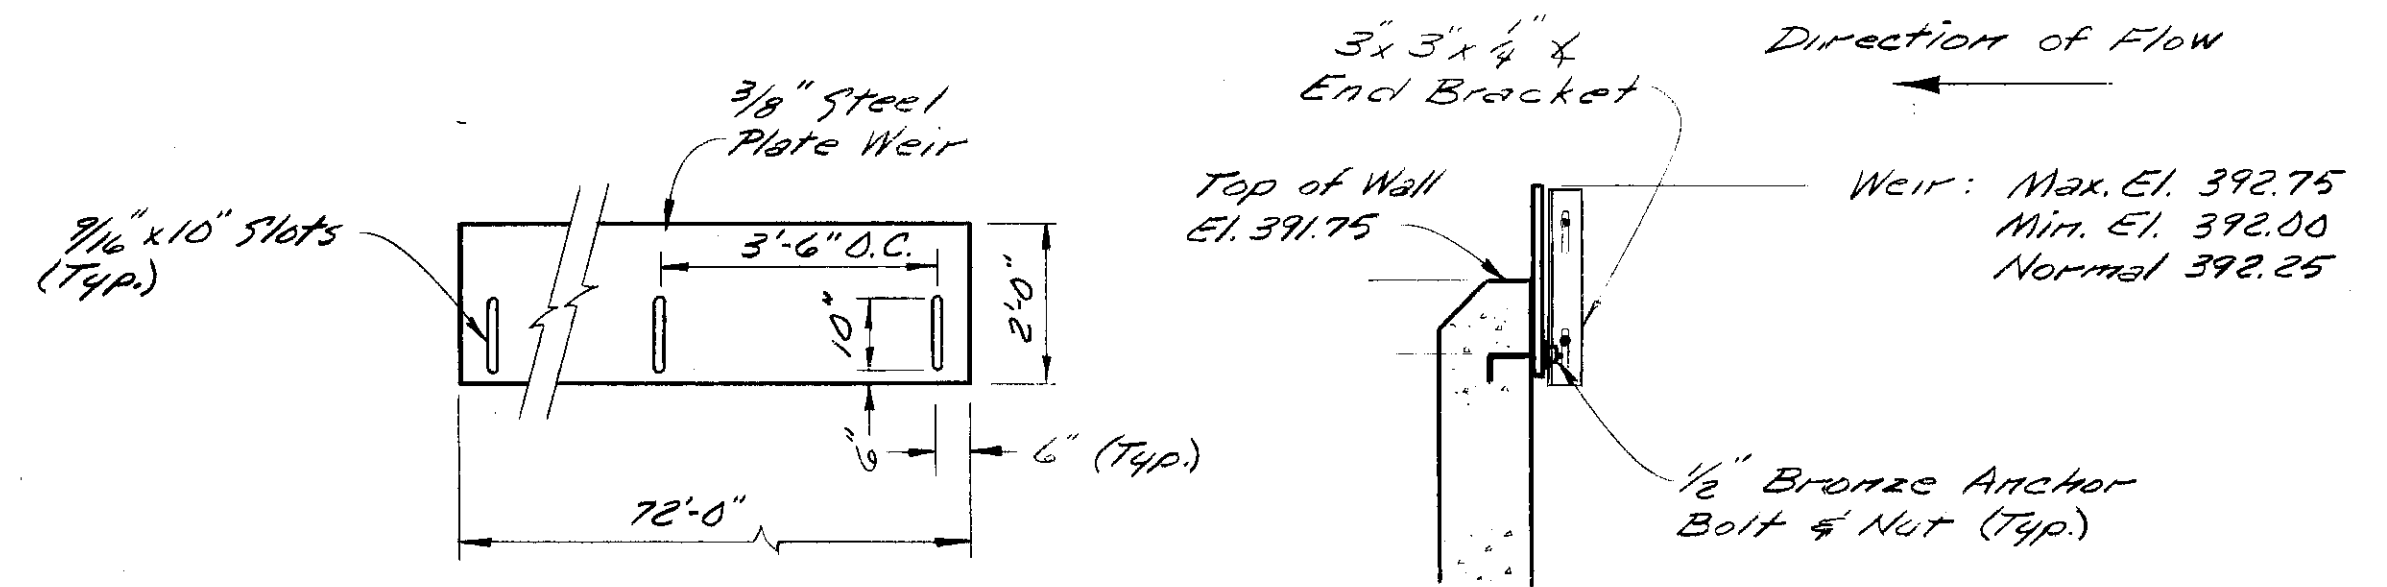 3/8" Steel
Plate Weir
9/16" x 10" Slots
(Typ.)
3'-6" O.C.
10"
2'-0"
6"
6" (Typ.)
72'-0"
3" x 3" x 1/4" ∠
End Bracket
Direction of Flow
Top of Wall
El. 391.75
Weir: Max. El. 392.75
Min. El. 392.00
Normal 392.25
1/2" Bronze Anchor
Bolt & Nut (Typ.)